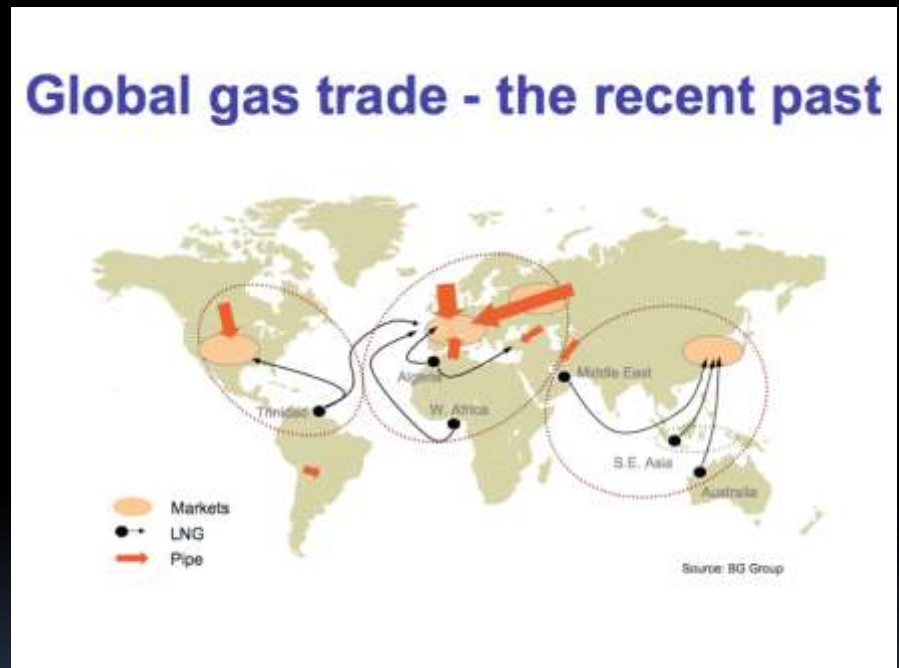 Global gas trade - the recent past
Algeria
Middle East
Trinidad
W. Africa
S.E. Asia
Australia
Markets
LNG
Pipe
Source: BG Group